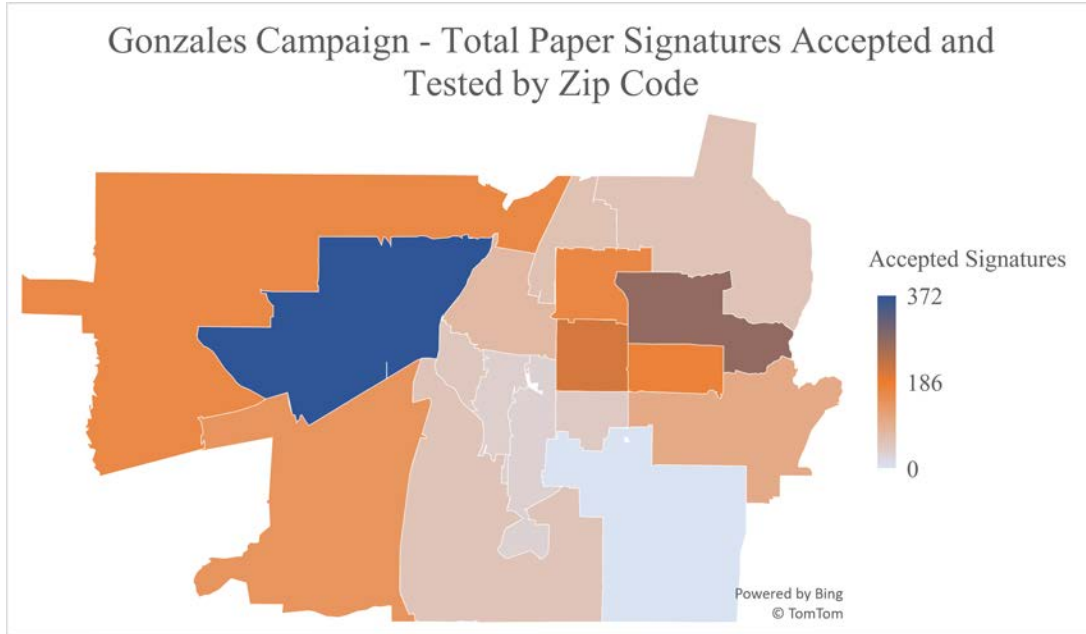 Gonzales Campaign - Total Paper Signatures Accepted and
Tested by Zip Code
Accepted Signatures
372
186
0
Powered by Bing
© TomTom